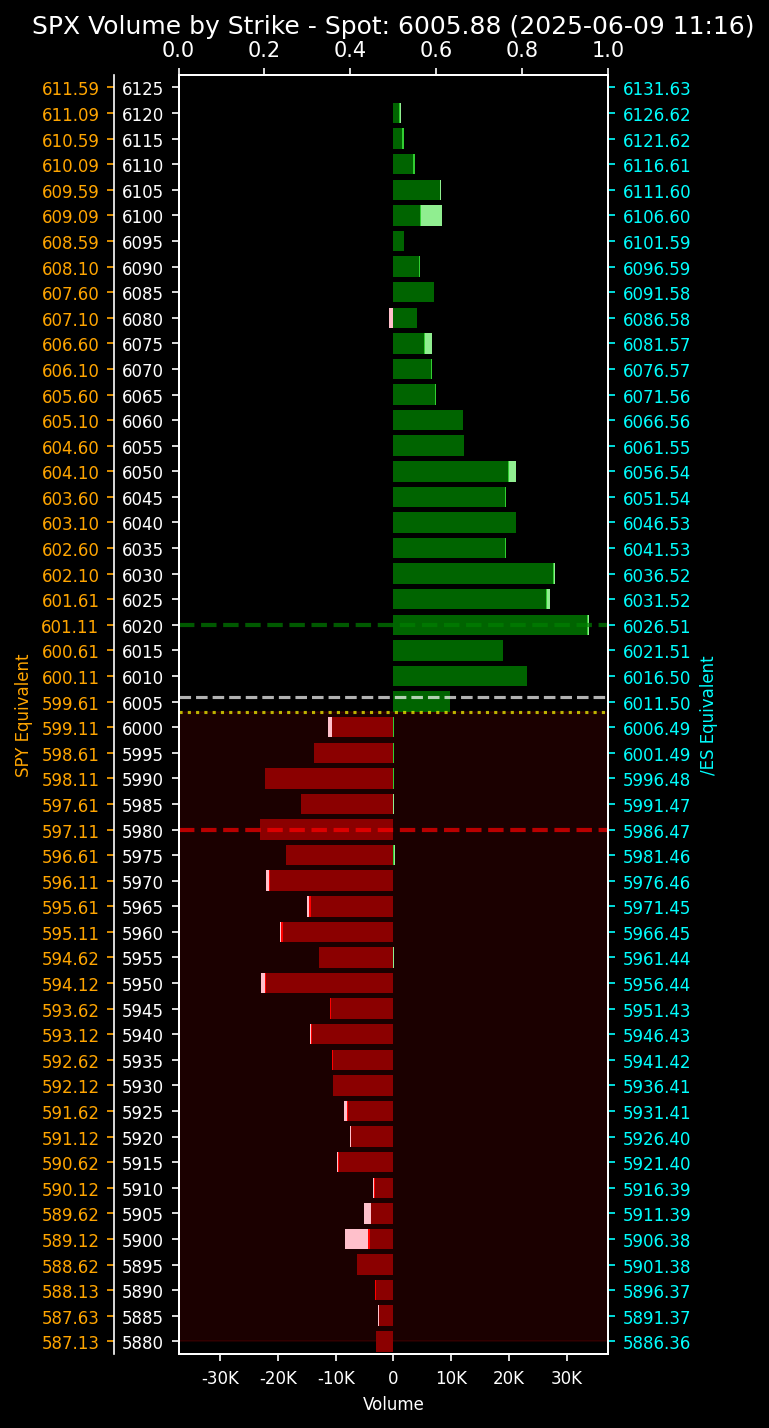 SPX Volume by Strike - Spot: 6005.88 (2025-06-09 11:16)
0.0 0.2 0.4 0.6 0.8 1.0
611.59 6125 6131.63
611.09 6120 6126.62
610.59 6115 6121.62
610.09 6110 6116.61
609.59 6105 6111.60
609.09 6100 6106.60
608.59 6095 6101.59
608.10 6090 6096.59
607.60 6085 6091.58
607.10 6080 6086.58
606.60 6075 6081.57
606.10 6070 6076.57
605.60 6065 6071.56
605.10 6060 6066.56
604.60 6055 6061.55
604.10 6050 6056.54
603.60 6045 6051.54
603.10 6040 6046.53
602.60 6035 6041.53
602.10 6030 6036.52
601.61 6025 6031.52
601.11 6020 6026.51
600.61 6015 6021.51
600.11 6010 6016.50
599.61 6005 6011.50
599.11 6000 6006.49
598.61 5995 6001.49
598.11 5990 5996.48
597.61 5985 5991.47
597.11 5980 5986.47
596.61 5975 5981.46
596.11 5970 5976.46
595.61 5965 5971.45
595.11 5960 5966.45
594.62 5955 5961.44
594.12 5950 5956.44
593.62 5945 5951.43
593.12 5940 5946.43
592.62 5935 5941.42
592.12 5930 5936.41
591.62 5925 5931.41
591.12 5920 5926.40
590.62 5915 5921.40
590.12 5910 5916.39
589.62 5905 5911.39
589.12 5900 5906.38
588.62 5895 5901.38
588.13 5890 5896.37
587.63 5885 5891.37
587.13 5880 5886.36
SPY Equivalent
/ES Equivalent
-30K -20K -10K 0 10K 20K 30K
Volume